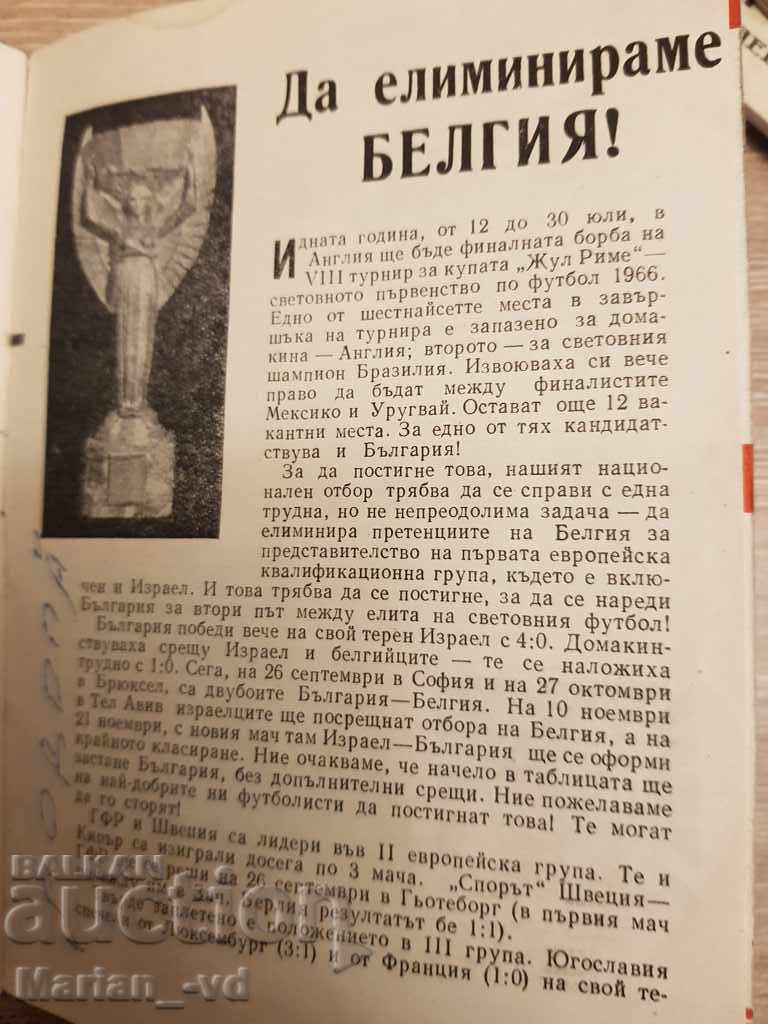 Да елиминираме
БЕЛГИЯ!
Идната година, от 12 до 30 юли, в
Англия ще бъде финалната борба на
VIII турнир за купата „Жул Риме“—
световното първенство по футбол 1966.
Едно от шестнайсетте места в завър-
шъка на турнира е запазено за дома-
кина — Англия; второто — за световния
шампион Бразилия. Извоюваха си вече
право да бъдат между финалистите
Мексико и Уругвай. Остават още 12 ва-
кантни места. За едно от тях кандидат-
ствува и България!
За да постигне това, нашият нацио-
нален отбор трябва да се справи с една
трудна, но не непреодолима задача — да
елиминира претенциите на Белгия за
представителство на първата европейска
квалификационна група, където е вклю-
чен и Израел. И това трябва да се постигне, за да се нареди
България за втори път между елита на световния футбол!
България победи вече на свой терен Израел с 4:0. Домакин-
ствуваха срещу Израел и белгийците — те се наложиха
трудно с 1:0. Сега, на 26 септември в София и на 27 октомври
в Брюксел, са двубоите България—Белгия. На 10 ноември
в Тел Авив израелците ще посрещнат отбора на Белгия, а на
21 ноември, с новия мач там Израел—България ще се оформи
крайното класиране. Ние очакваме, че начело в таблицата ще
застане България, без допълнителни срещи. Ние пожелаваме
на най-добрите ни футболисти да постигнат това! Те могат
да го сторят!
ГФР и Швеция са лидери във II европейска група. Те и
Кипър са изиграли досега по 3 мача. „Спорът“ Швеция—
на 26 септември в Гьотеборг (в първия мач
Зап. Берлин резултатът бе 1:1).
заплетено е положението в III група. Югославия
от Люксембург (3:1) и от Франция (1:0) на свой те-
BALKAN
auction
Marian_-vd